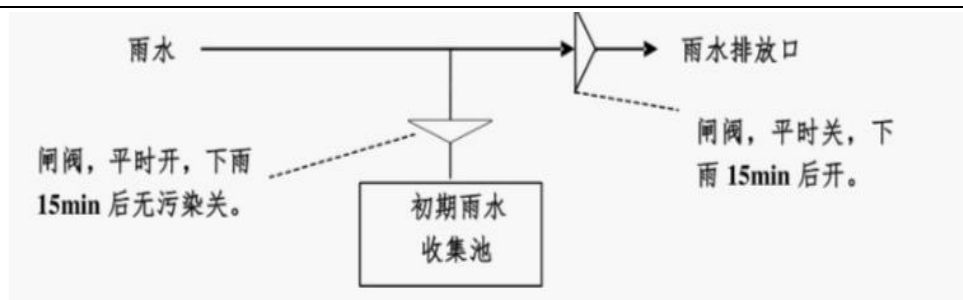 雨水
雨水排放口
闸阀，平时开，下雨
15min 后无污染关。
闸阀，平时关，下
雨 15min 后开。
初期雨水
收集池